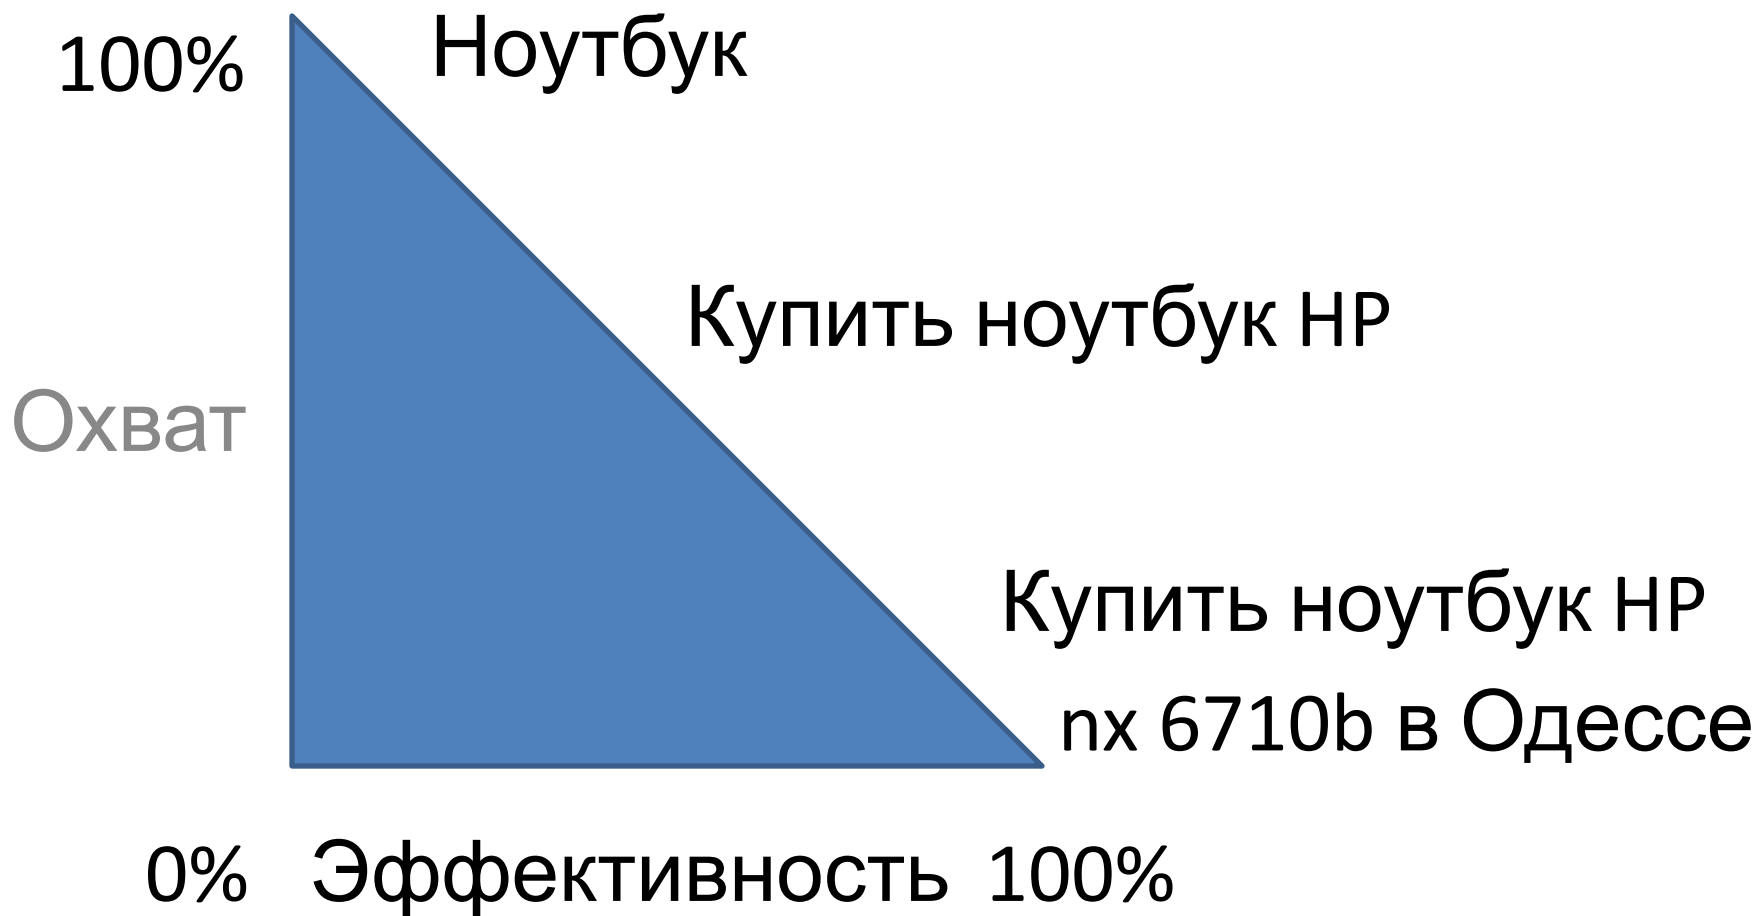 100%
Ноутбук
Купить ноутбук HP
Охват
Купить ноутбук HP
nx 6710b в Одессе
0% Эффективность 100%